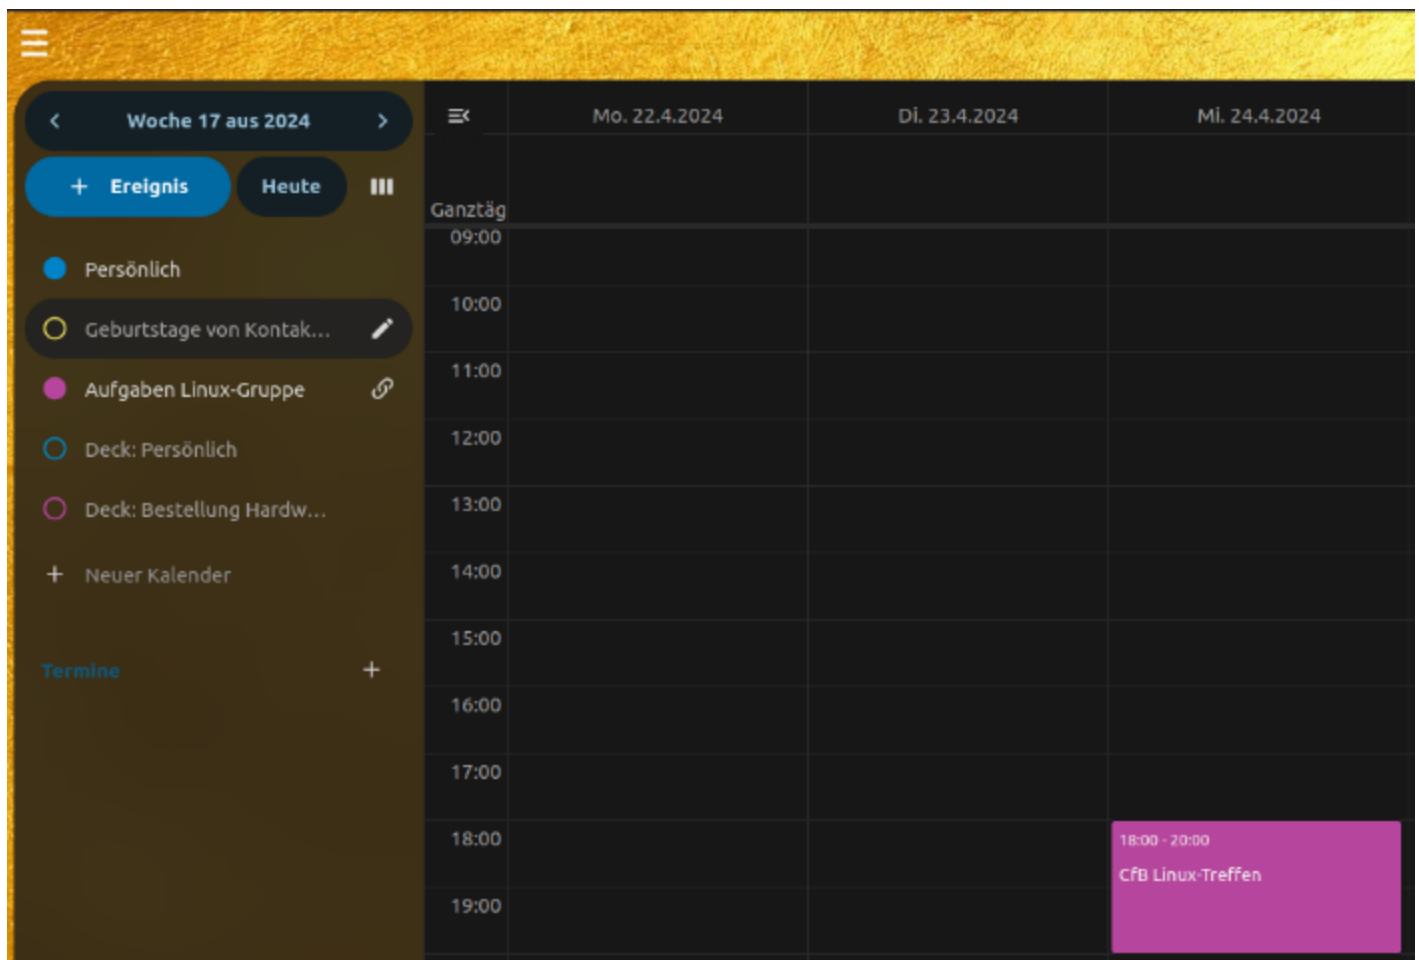 Woche 17 aus 2024
+ Ereignis
Heute
Persönlich
Geburtstage von Kontak...
Aufgaben Linux-Gruppe
Deck: Persönlich
Deck: Bestellung Hardw...
+ Neuer Kalender
Termine +
Mo. 22.4.2024
Di. 23.4.2024
Mi. 24.4.2024
Ganztäg
09:00
10:00
11:00
12:00
13:00
14:00
15:00
16:00
17:00
18:00
19:00
18:00 - 20:00
CfB Linux-Treffen